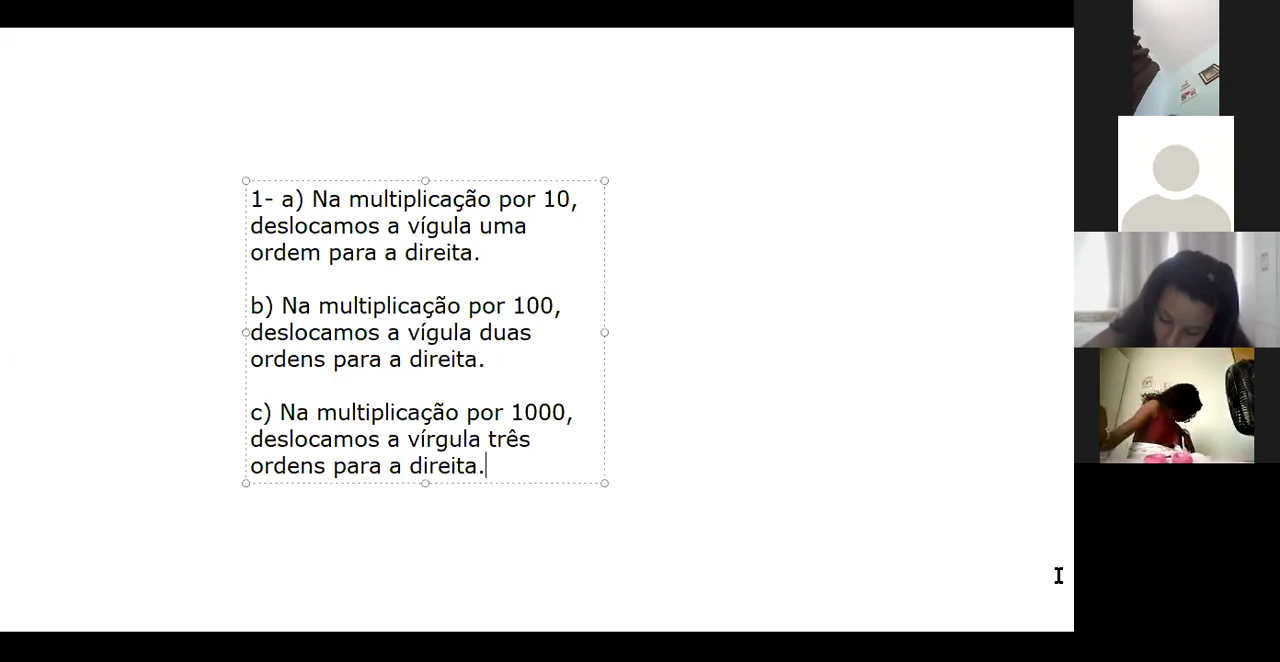 1- a) Na multiplicação por 10,
deslocamos a vígula uma
ordem para a direita.
b) Na multiplicação por 100,
deslocamos a vígula duas
ordens para a direita.
c) Na multiplicação por 1000,
deslocamos a vírgula três
ordens para a direita.